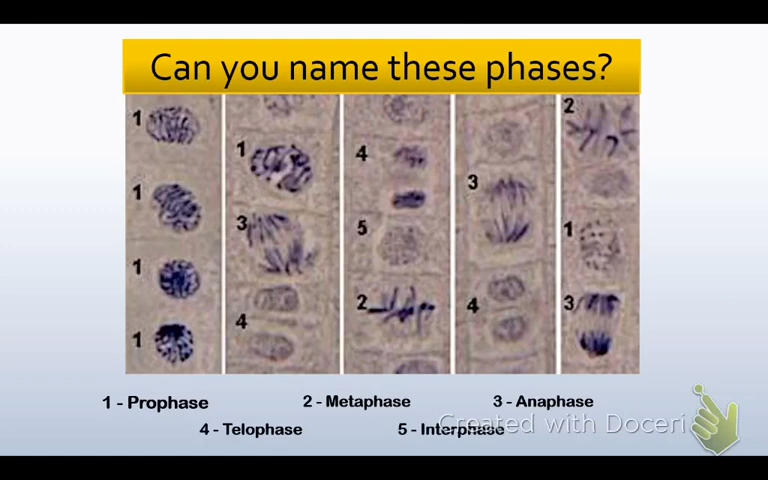 Can you name these phases?
1
1
1
1
1
3
4
4
5
2
3
4
2
1
3
1 - Prophase
2 - Metaphase
3 - Anaphase
4 - Telophase
5 - Interphase
Created with Doceri